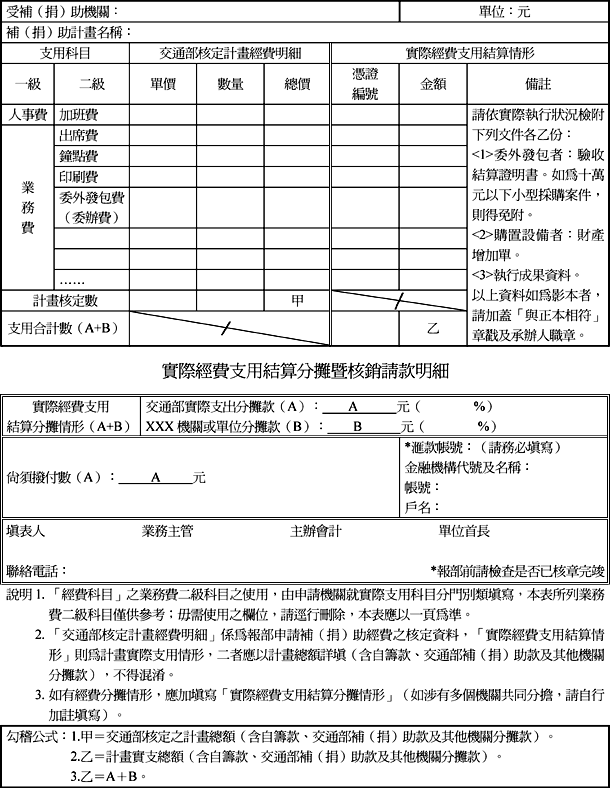 受補（捐）助機關： 單位：元
補（捐）助計畫名稱：
支用科目 交通部核定計畫經費明細 實際經費支用結算情形
一級 二級 單價 數量 總價 憑證編號 金額 備註
人事費 加班費
業務費
出席費
鐘點費
印刷費
委外發包費
（委辦費）
……
計畫核定數 甲
支用合計數（A+B） 乙
請依實際執行狀況檢附
下列文件各乙份：
<1>委外發包者：驗收
結算證明書。如為十萬
元以下小型採購案件，
則得免附。
<2>購置設備者：財產
增加單。
<3>執行成果資料。
以上資料如為影本者，
請加蓋「與正本相符」
章戳及承辦人職章。
實際經費支用結算分攤暨核銷請款明細
實際經費支用
結算分攤情形（A+B）
交通部實際支出分攤款（A）： A 元（ %）
XXX 機關或單位分攤款（B）： B 元（ %）
尚須撥付數（A）： A 元
*滙款帳號：（請務必填寫）
金融機構代號及名稱：
帳號：
戶名：
填表人 業務主管 主辦會計 單位首長
聯絡電話： *報部前請檢查是否已核章完竣
說明 1. 「經費科目」之業務費二級科目之使用，由申請機關就實際支用科目分門別類填寫，本表所列業務
費二級科目僅供參考；毋需使用之欄位，請逕行刪除，本表應以一頁為準。
2. 「交通部核定計畫經費明細」係為報部申請補（捐）助經費之核定資料，「實際經費支用結算情
形」則為計畫實際支用情形，二者應以計畫總額詳填（含自籌款、交通部補（捐）助款及其他機關
分攤款），不得混淆。
3. 如有經費分攤情形，應加填寫「實際經費支用結算分攤情形」（如涉有多個機關共同分擔，請自行
加註填寫）。
勾稽公式：1.甲＝交通部核定之計畫總額（含自籌款、交通部補（捐）助款及其他機關分攤款）。
2.乙＝計畫實支總額（含自籌款、交通部補（捐）助款及其他機關分攤款）。
3.乙＝A＋B。